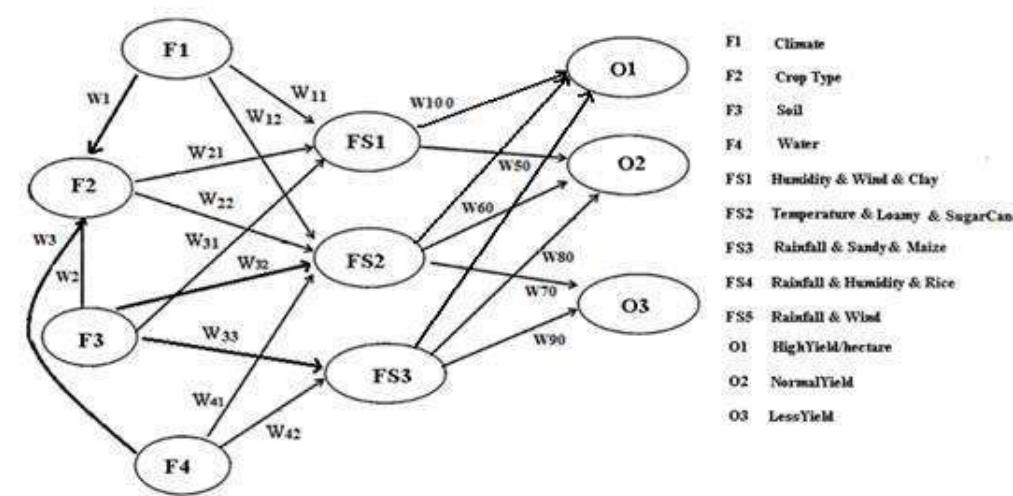 F1
W1
W11
W12
F2
W21
W22
W3
W2
W31
W32
F3
W33
W41
W42
F4
FS1
FS2
FS3
W100
W50
W60
W80
W70
W90
O1
O2
O3
F1 Climate
F2 Crop Type
F3 Soil
F4 Water
FS1 Humidity & Wind & Clay
FS2 Temperature & Loamy & SugarCan
FS3 Rainfall & Sandy & Maize
FS4 Rainfall & Humidity & Rice
FS5 Rainfall & Wind
O1 HighYield/hectare
O2 NormalYield
O3 LessYield